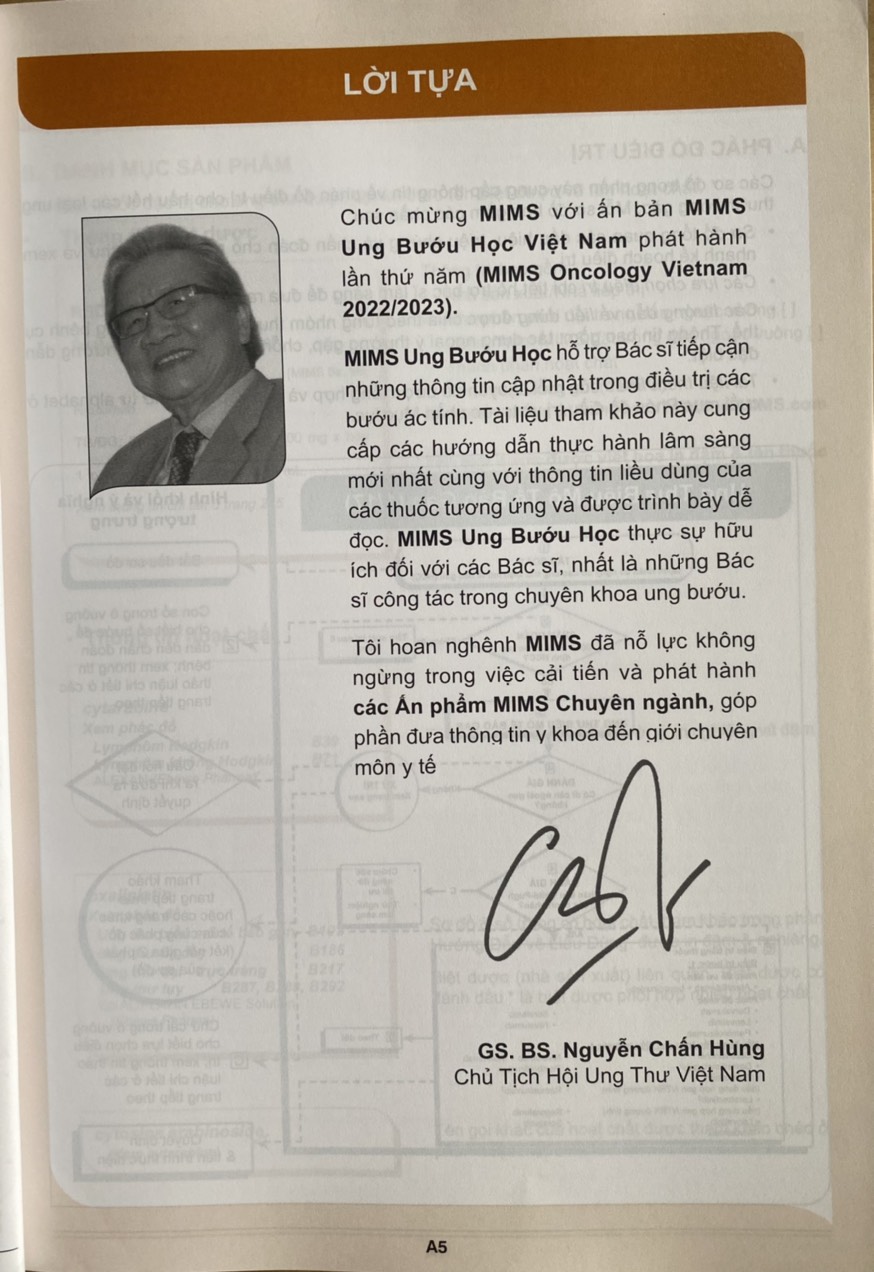 LỜI TỰA
Chúc mừng MIMS với ấn bản MIMS
Ung Bướu Học Việt Nam phát hành
lần thứ năm (MIMS Oncology Vietnam
2022/2023).
MIMS Ung Bướu Học hỗ trợ Bác sĩ tiếp cận
những thông tin cập nhật trong điều trị các
bướu ác tính. Tài liệu tham khảo này cung
cấp các hướng dẫn thực hành lâm sàng
mới nhất cùng với thông tin liều dùng của
các thuốc tương ứng và được trình bày dễ
đọc. MIMS Ung Bướu Học thực sự hữu
ích đối với các Bác sĩ, nhất là những Bác
sĩ công tác trong chuyên khoa ung bướu.
Tôi hoan nghênh MIMS đã nỗ lực không
ngừng trong việc cải tiến và phát hành
các Ấn phẩm MIMS Chuyên ngành, góp
phần đưa thông tin y khoa đến giới chuyên
môn y tế
GS. BS. Nguyễn Chấn Hùng
Chủ Tịch Hội Ung Thư Việt Nam
A5